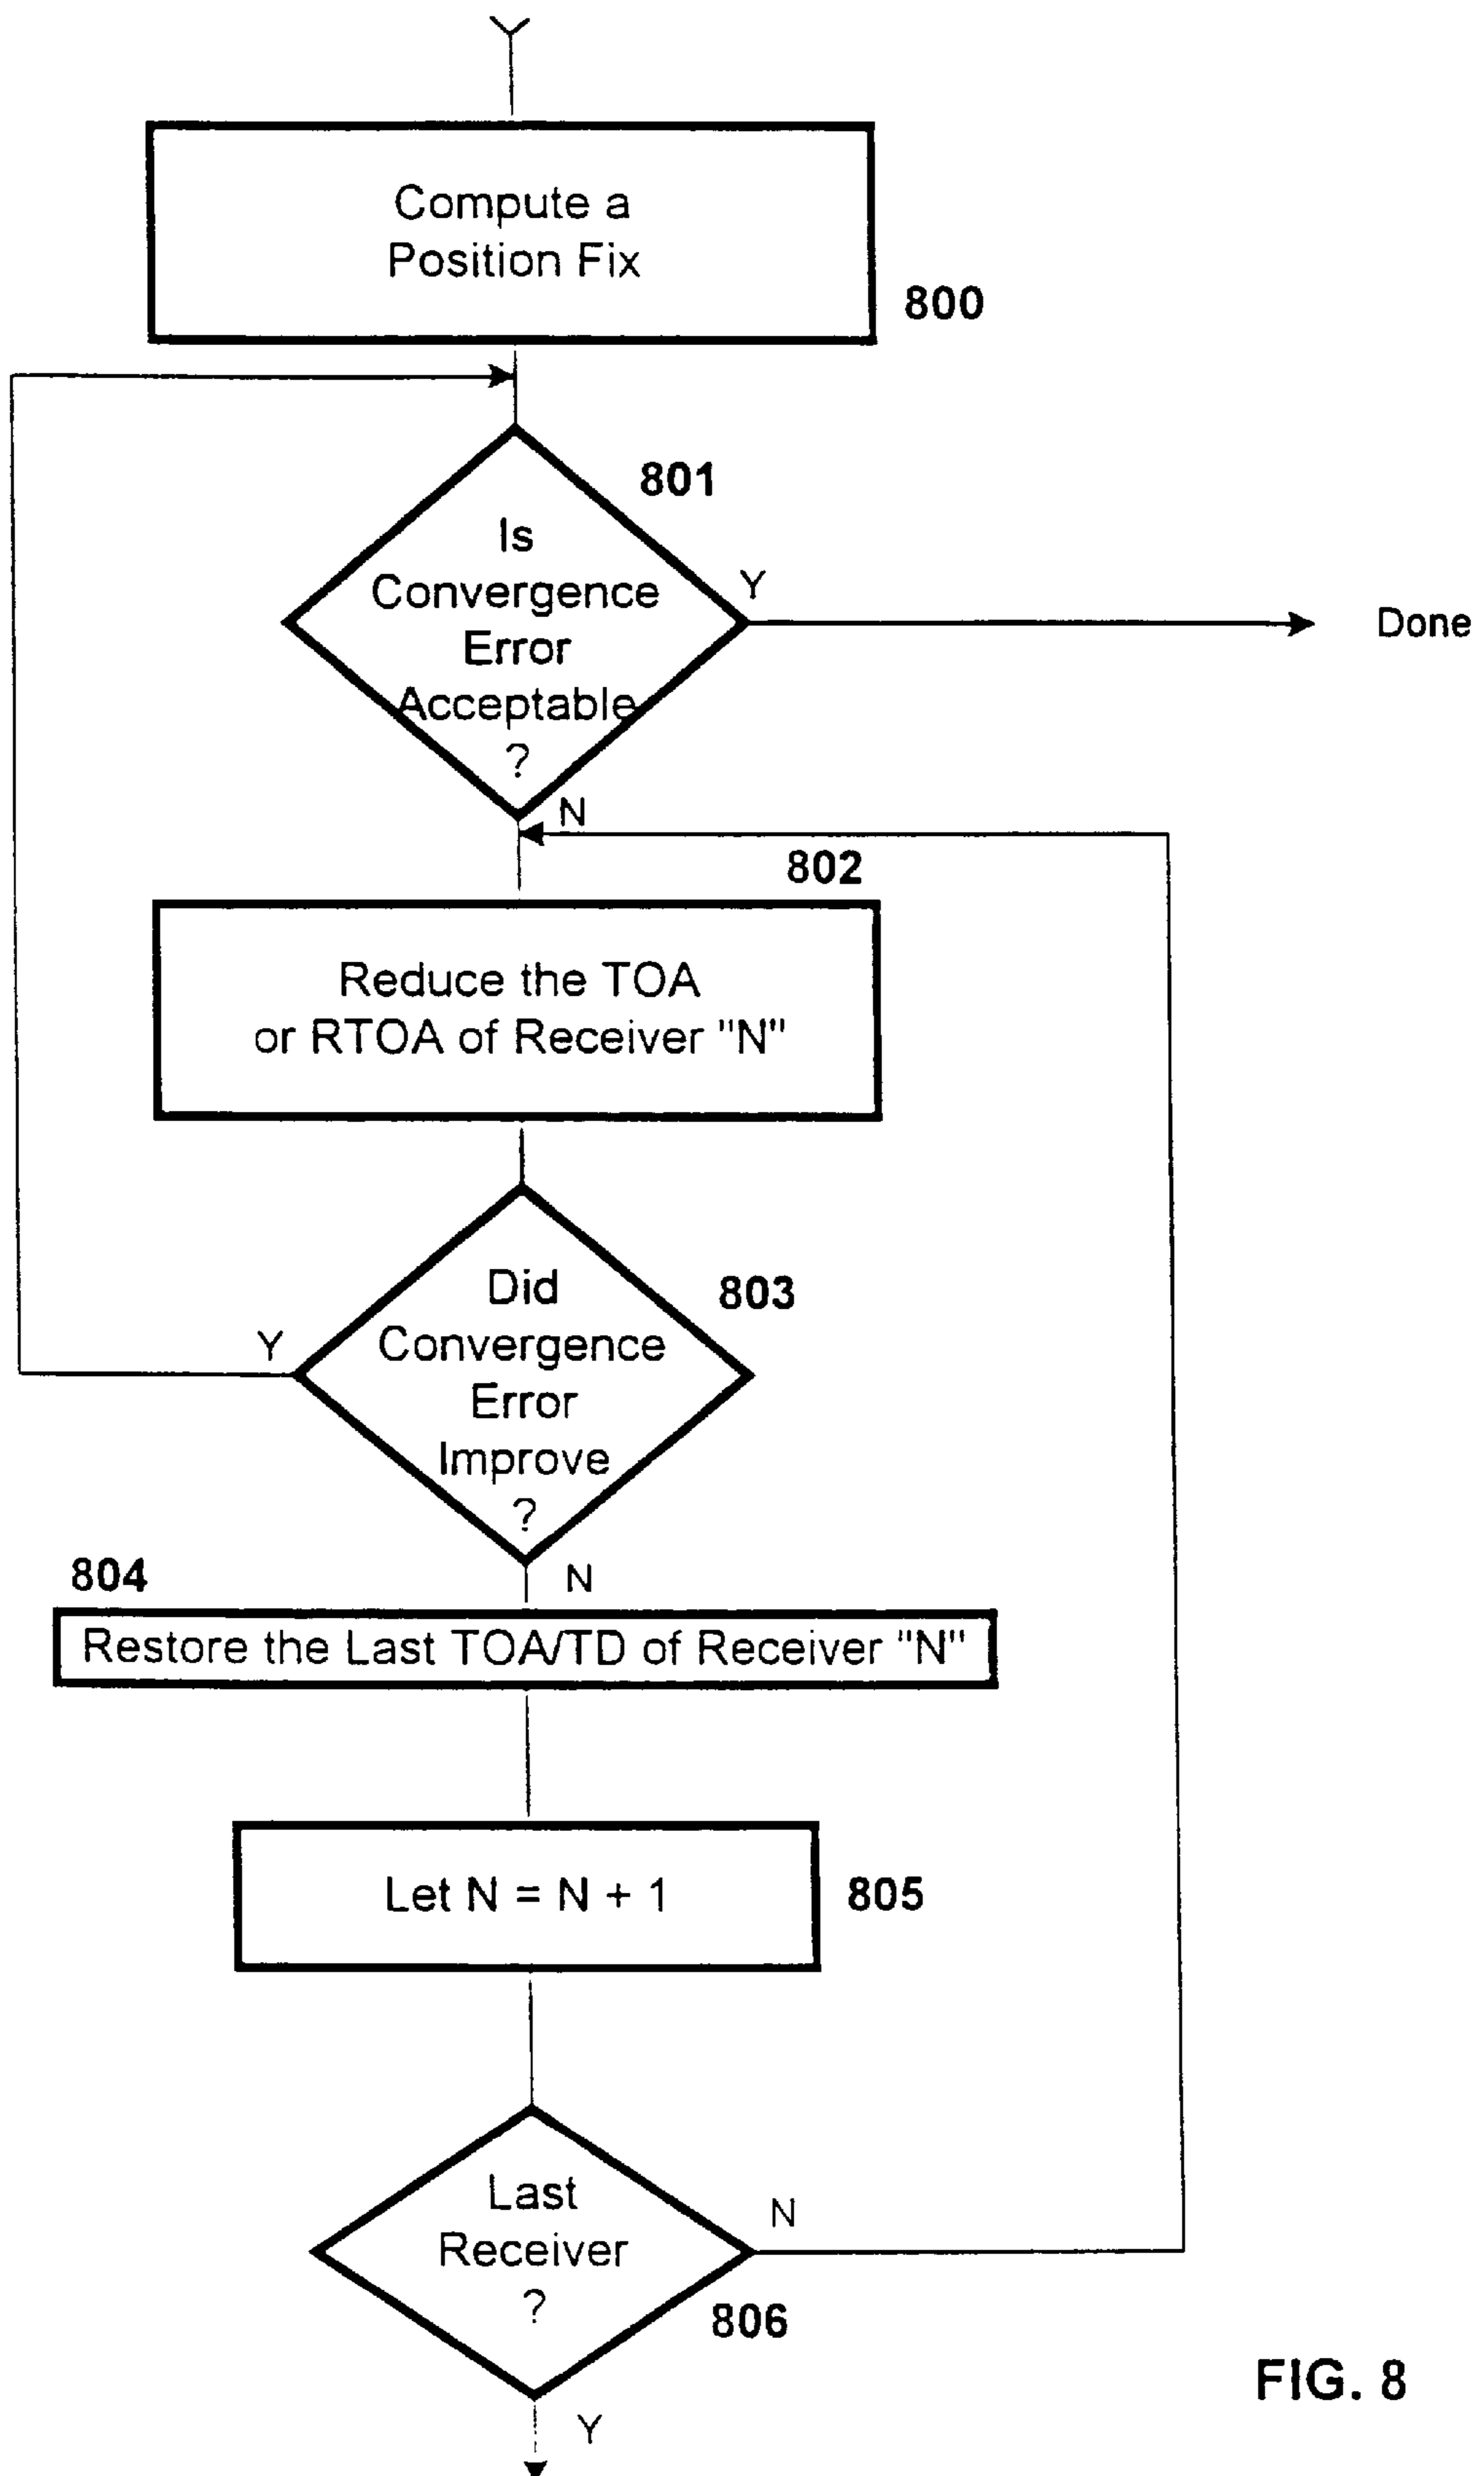 Compute a
Position Fix
800
801
Is
Convergence
Error
Acceptable
?
Y
Done
N
802
Reduce the TOA
or RTOA of Receiver "N"
Did
Convergence
Error
Improve
?
803
Y
N
804
Restore the Last TOA/TD of Receiver "N"
Let N = N + 1
805
Last
Receiver
?
N
806
Y
FIG. 8